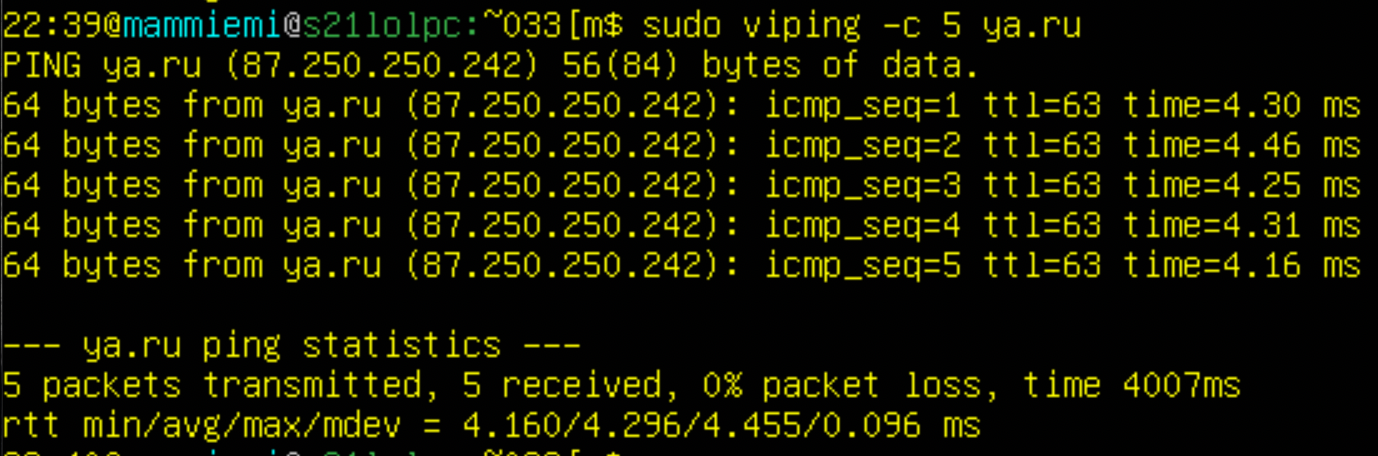 22:39@mammiemi@s21lolpc:~033[m$ sudo viping -c 5 ya.ru
PING ya.ru (87.250.250.242) 56(84) bytes of data.
64 bytes from ya.ru (87.250.250.242): icmp_seq=1 ttl=63 time=4.30 ms
64 bytes from ya.ru (87.250.250.242): icmp_seq=2 ttl=63 time=4.46 ms
64 bytes from ya.ru (87.250.250.242): icmp_seq=3 ttl=63 time=4.25 ms
64 bytes from ya.ru (87.250.250.242): icmp_seq=4 ttl=63 time=4.31 ms
64 bytes from ya.ru (87.250.250.242): icmp_seq=5 ttl=63 time=4.16 ms
--- ya.ru ping statistics ---
5 packets transmitted, 5 received, 0% packet loss, time 4007ms
rtt min/avg/max/mdev = 4.160/4.296/4.455/0.096 ms